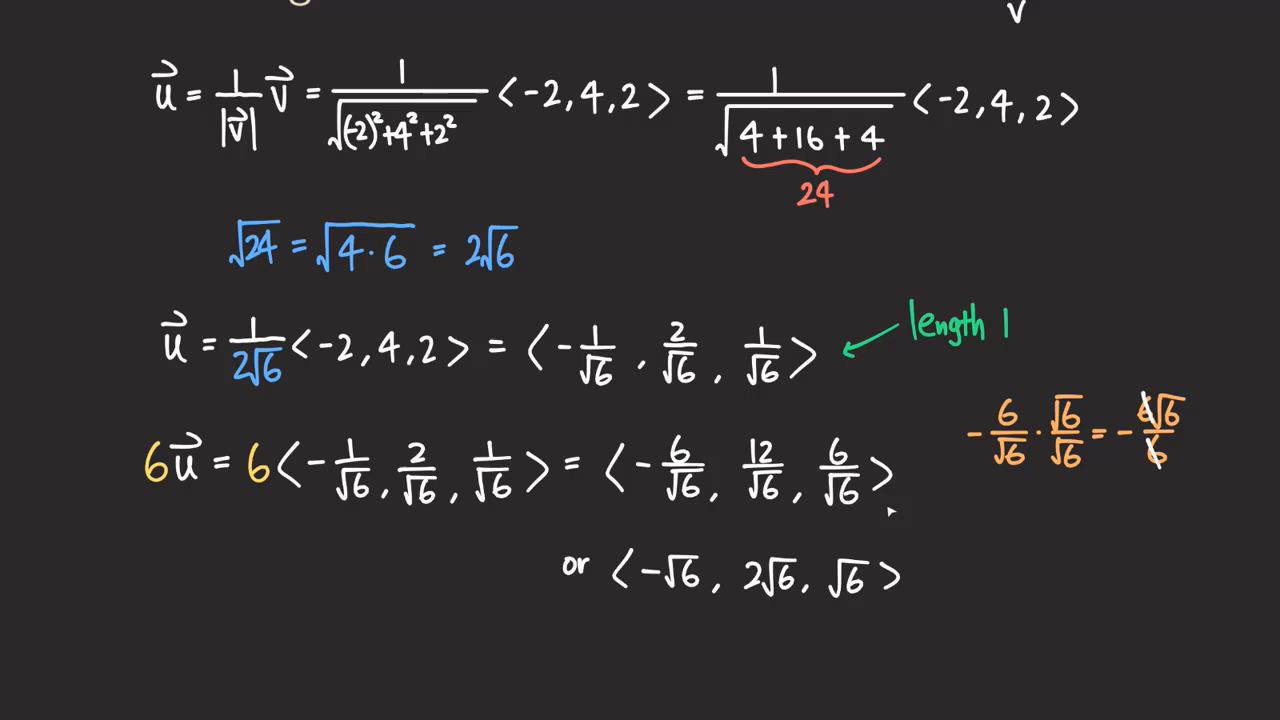 v
u⃗ = 1/|v⃗| v⃗ = 1/√((-2)²+4²+2²) ⟨-2, 4, 2⟩ = 1/√(4+16+4) ⟨-2, 4, 2⟩
24
√24 = √(4·6) = 2√6
u⃗ = 1/(2√6) ⟨-2, 4, 2⟩ = ⟨-1/√6, 2/√6, 1/√6⟩
length 1
-6/√6 · √6/√6 = -6√6/6
6u⃗ = 6⟨-1/√6, 2/√6, 1/√6⟩ = ⟨-6/√6, 12/√6, 6/√6⟩
or ⟨-√6, 2√6, √6⟩